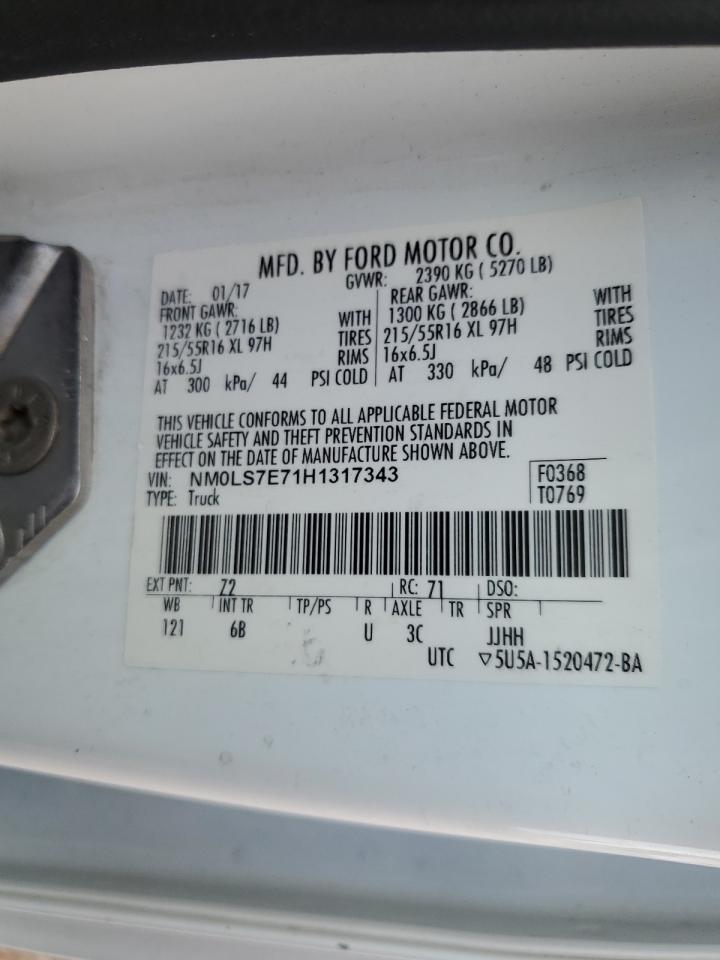 MFD. BY FORD MOTOR CO.
DATE: 01/17 GVWR: 2390 KG ( 5270 LB)
FRONT GAWR: REAR GAWR:
1232 KG ( 2716 LB) WITH 1300 KG ( 2866 LB) WITH
215/55R16 XL 97H TIRES 215/55R16 XL 97H TIRES
16x6.5J RIMS 16x6.5J RIMS
AT 300 kPa/ 44 PSI COLD AT 330 kPa/ 48 PSI COLD
THIS VEHICLE CONFORMS TO ALL APPLICABLE FEDERAL MOTOR
VEHICLE SAFETY AND THEFT PREVENTION STANDARDS IN
EFFECT ON THE DATE OF MANUFACTURE SHOWN ABOVE.
VIN: NM0LS7E71H1317343 F0368
TYPE: Truck T0769
EXT PNT: Z2 RC: 71 DSO:
WB INT TR TP/PS R AXLE TR SPR
121 6B U 3C JJHH
UTC ▽5U5A-1520472-BA